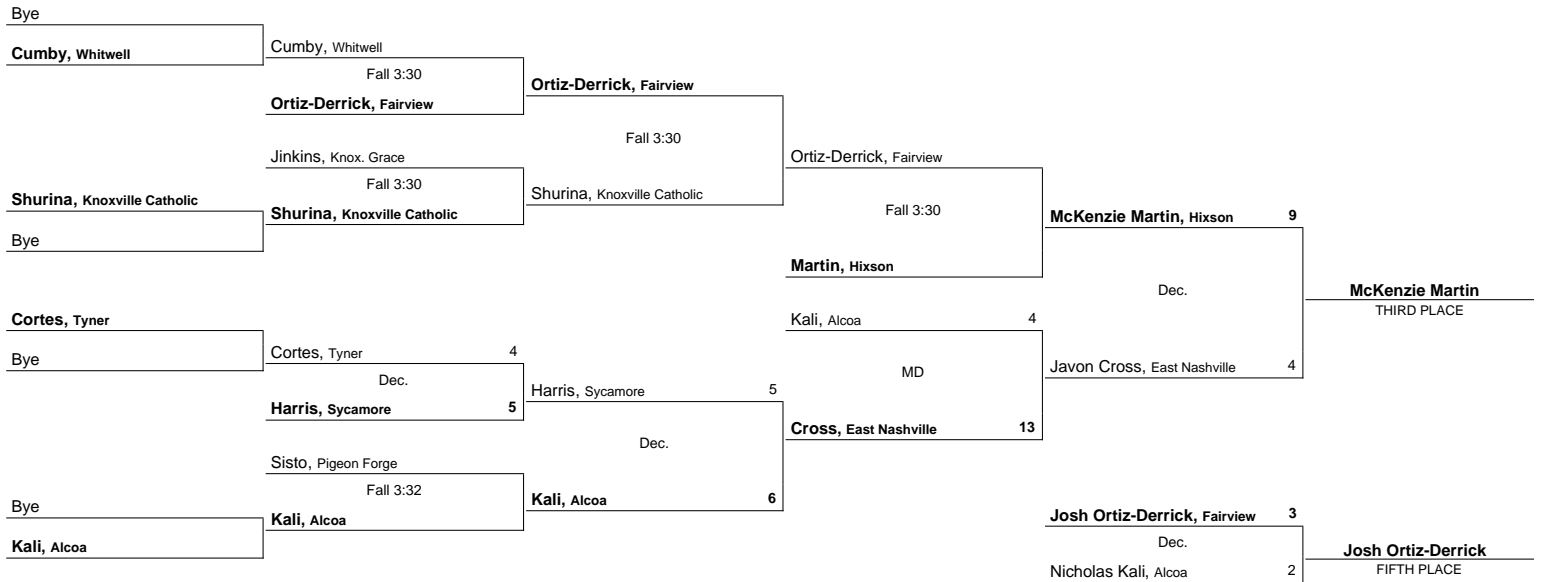 Bye
Cumby, Whitwell
Cumby, Whitwell
Fall 3:30
Ortiz-Derrick, Fairview
Ortiz-Derrick, Fairview
Fall 3:30
Jinkins, Knox. Grace
Fall 3:30
Shurina, Knoxville Catholic
Shurina, Knoxville Catholic
Bye
Shurina, Knoxville Catholic
Ortiz-Derrick, Fairview
Fall 3:30
Martin, Hixson
McKenzie Martin, Hixson 9
Dec.
McKenzie Martin
THIRD PLACE
Cortes, Tyner
Bye
Cortes, Tyner 4
Dec.
Harris, Sycamore 5
Harris, Sycamore 5
Dec.
Kali, Alcoa 4
MD
Cross, East Nashville 13
Javon Cross, East Nashville 4
Sisto, Pigeon Forge
Fall 3:32
Kali, Alcoa
Kali, Alcoa 6
Bye
Kali, Alcoa
Josh Ortiz-Derrick, Fairview 3
Dec.
Nicholas Kali, Alcoa 2
Josh Ortiz-Derrick
FIFTH PLACE